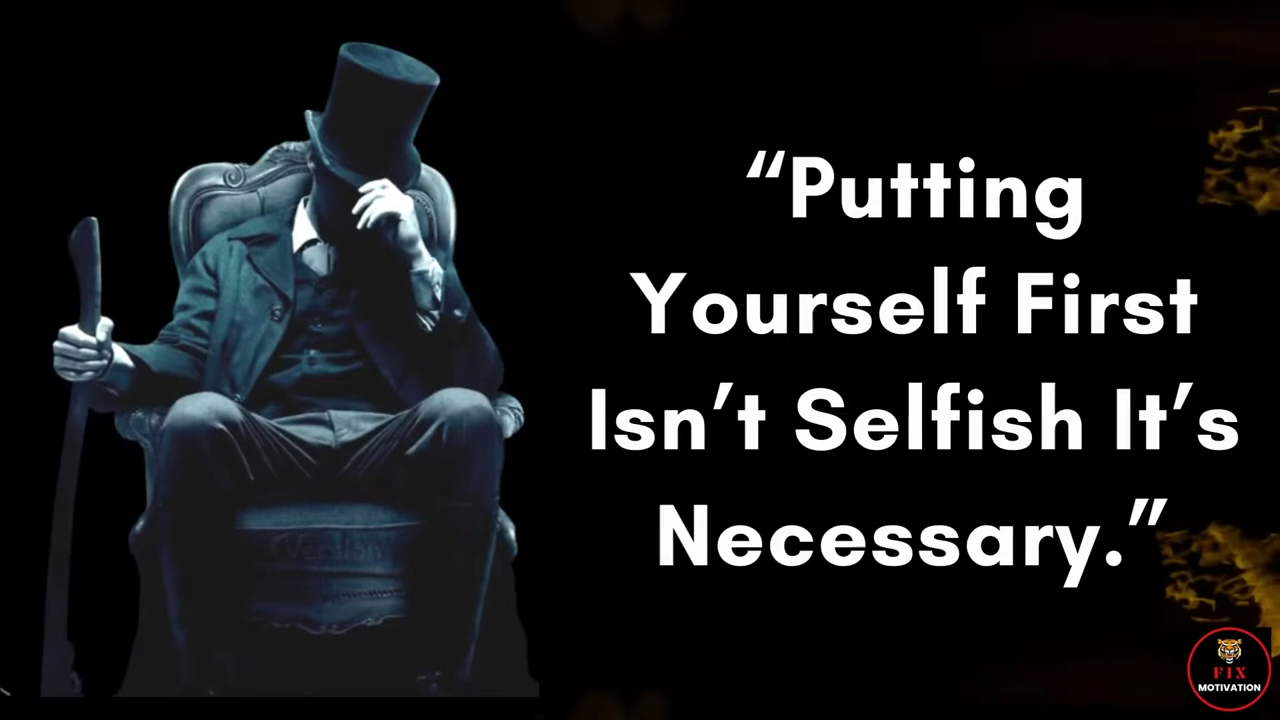 “Putting
Yourself First
Isn’t Selfish It’s
Necessary.”
FIX
MOTIVATION